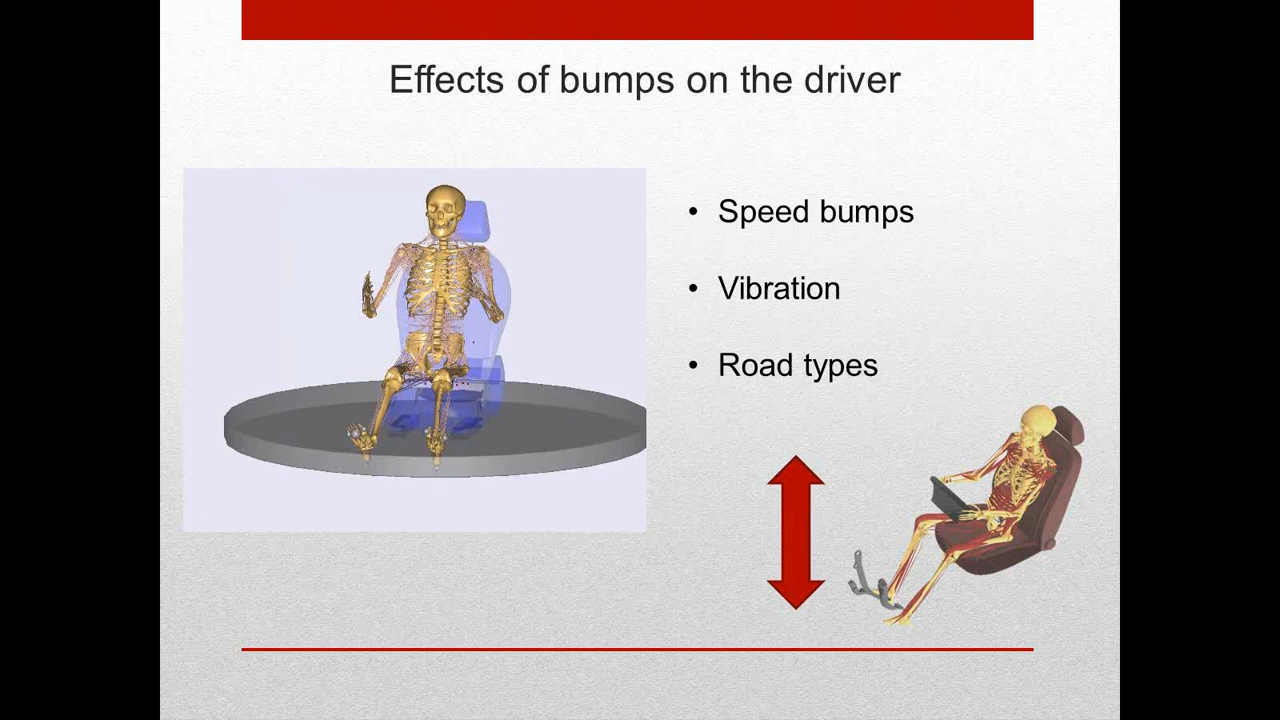 Effects of bumps on the driver
• Speed bumps
• Vibration
• Road types